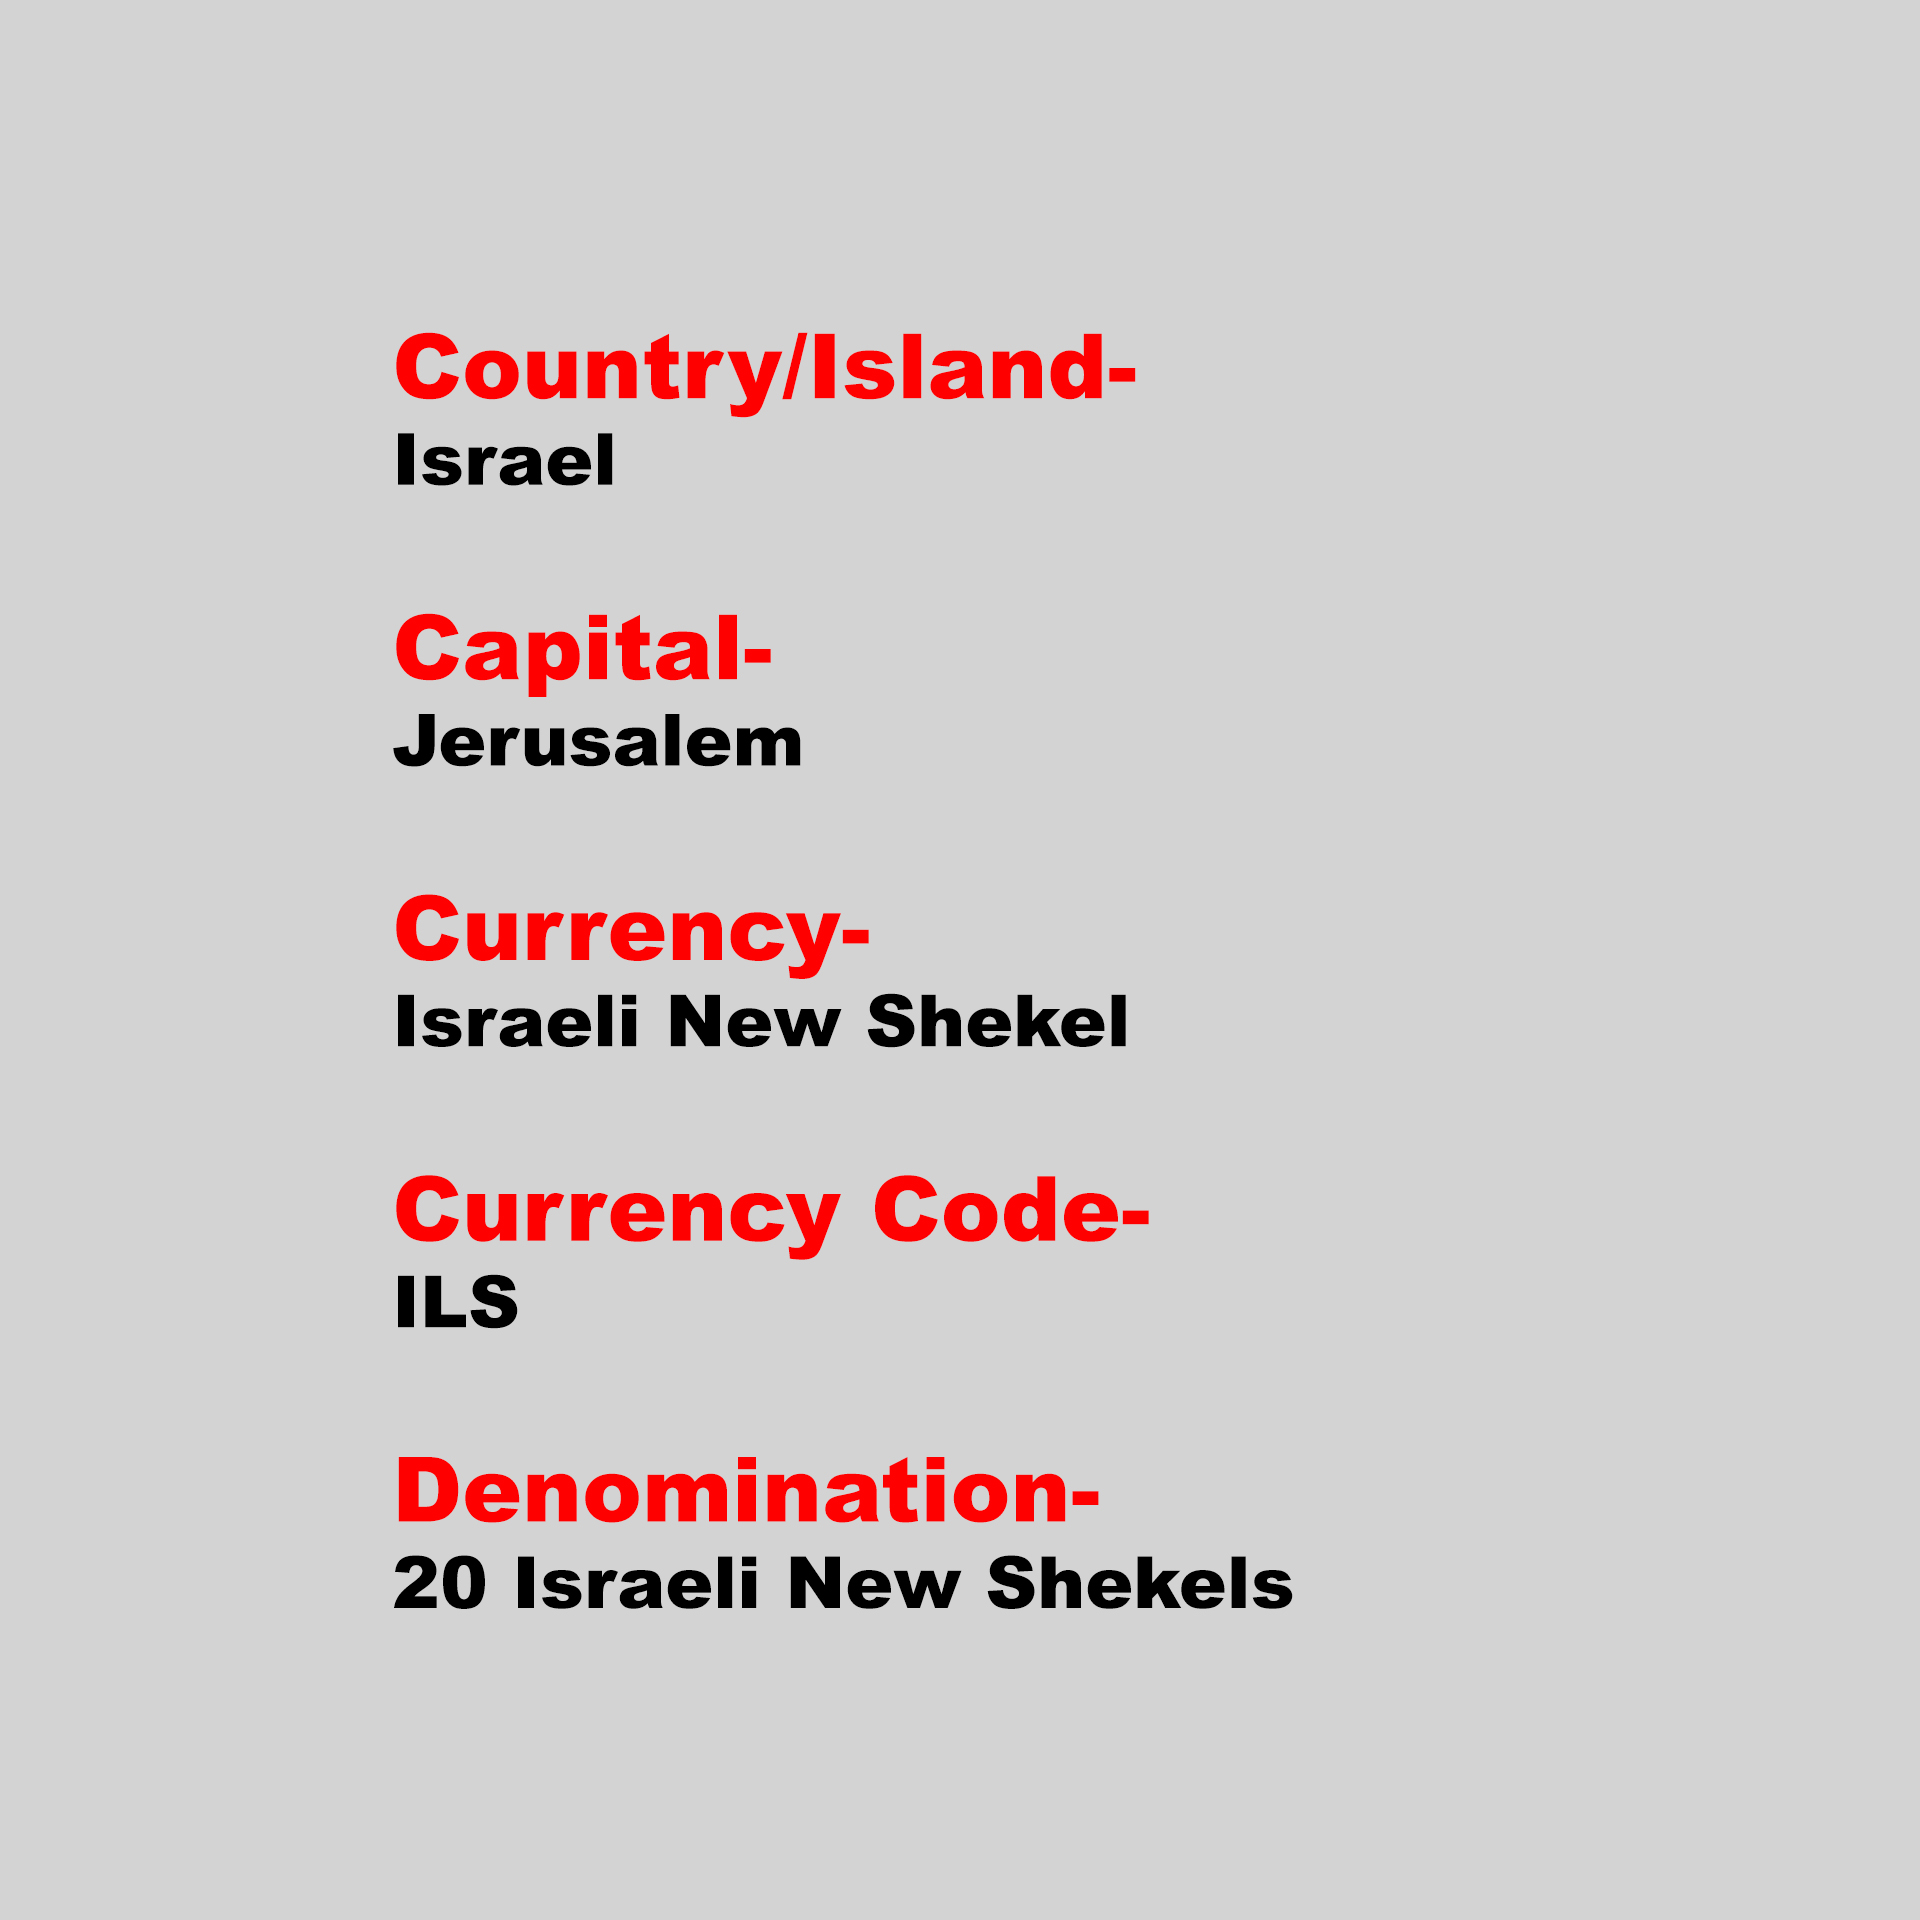 Country/Island-
Israel
Capital-
Jerusalem
Currency-
Israeli New Shekel
Currency Code-
ILS
Denomination-
20 Israeli New Shekels